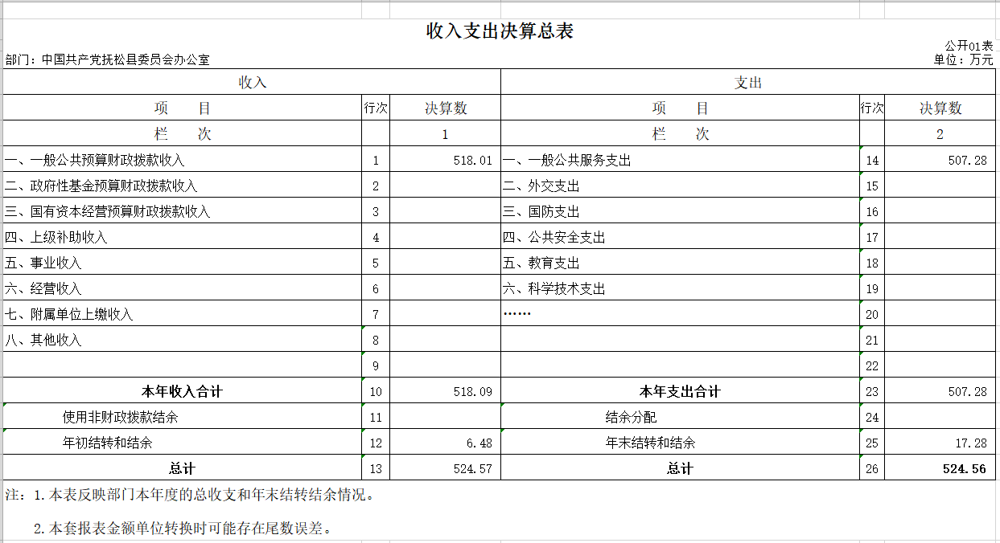 收入支出决算总表
公开01表
部门：中国共产党抚松县委员会办公室 单位：万元
收入 支出
项 目 行次 决算数 项 目 行次 决算数
栏 次 1 栏 次 2
一、一般公共预算财政拨款收入 1 518.01 一、一般公共服务支出 14 507.28
二、政府性基金预算财政拨款收入 2 二、外交支出 15
三、国有资本经营预算财政拨款收入 3 三、国防支出 16
四、上级补助收入 4 四、公共安全支出 17
五、事业收入 5 五、教育支出 18
六、经营收入 6 六、科学技术支出 19
七、附属单位上缴收入 7 …… 20
八、其他收入 8 21
9 22
本年收入合计 10 518.09 本年支出合计 23 507.28
使用非财政拨款结余 11 结余分配 24
年初结转和结余 12 6.48 年末结转和结余 25 17.28
总计 13 524.57 总计 26 524.56
注：1.本表反映部门本年度的总收支和年末结转结余情况。
2.本套报表金额单位转换时可能存在尾数误差。